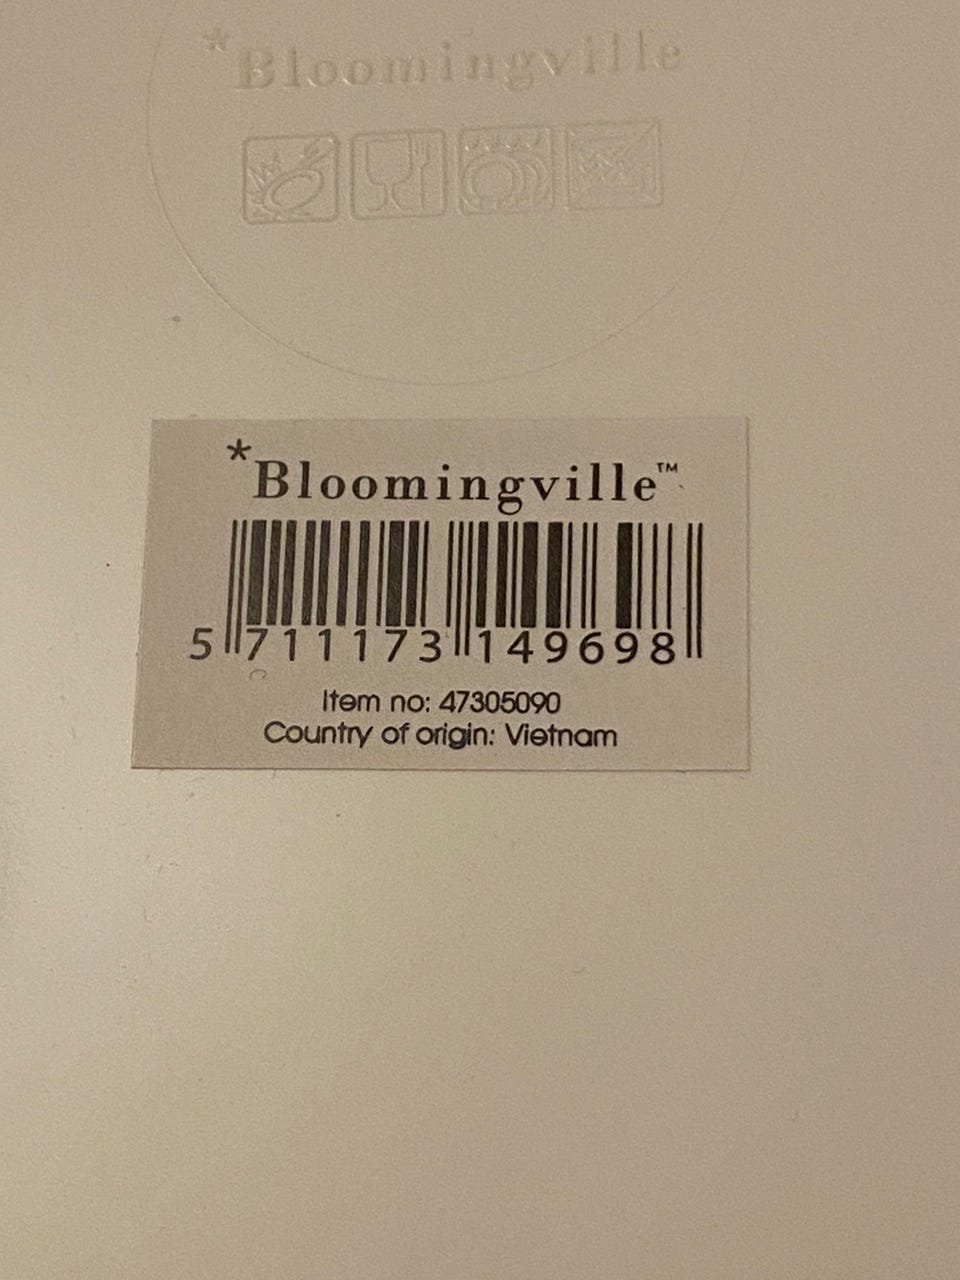 *Bloomingville
*Bloomingville™
5 711173 149698
Item no: 47305090
Country of origin: Vietnam